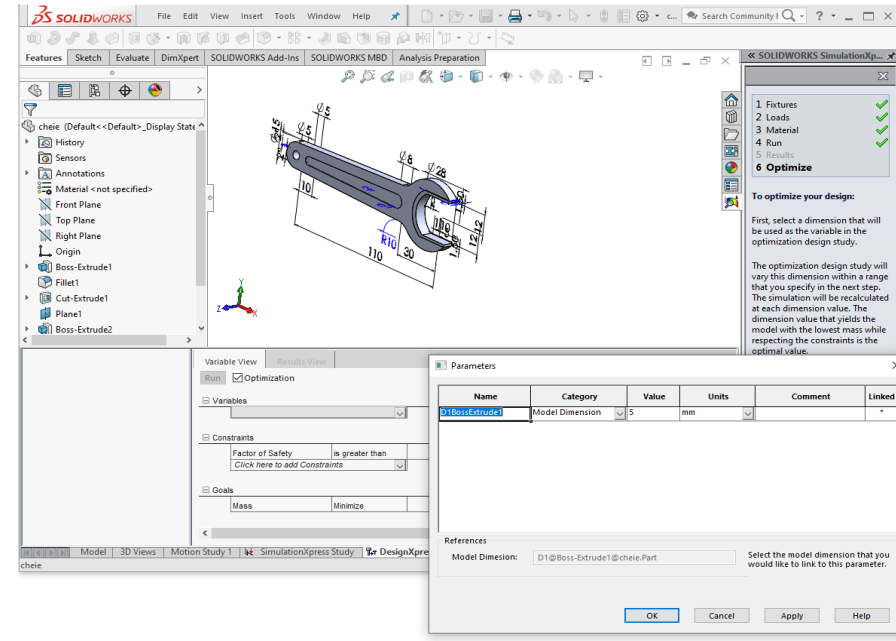 SOLIDWORKS File Edit View Insert Tools Window Help c... Search Community f ?
Features Sketch Evaluate DimXpert SOLIDWORKS Add-Ins SOLIDWORKS MBD Analysis Preparation
« SOLIDWORKS SimulationXp...
cheie (Default<<Default>_Display State
History
Sensors
Annotations
Material <not specified>
Front Plane
Top Plane
Right Plane
Origin
Boss-Extrude1
Fillet1
Cut-Extrude1
Plane1
Boss-Extrude2
∅5
∅5
∅8
∅28
10
R10
110
30
12
12
Y
Z
X
1 Fixtures
2 Loads
3 Material
4 Run
5 Results
6 Optimize
To optimize your design:
First, select a dimension that will
be used as the variable in the
optimization design study.
The optimization design study will
vary this dimension within a range
that you specify in the next step.
The simulation will be recalculated
at each dimension value. The
dimension value that yields the
model with the lowest mass while
respecting the constraints is the
optimal value.
Variable View Results View
Run Optimization
Variables
Constraints
Factor of Safety is greater than
Click here to add Constraints
Goals
Mass Minimize
Model 3D Views Motion Study 1 SimulationXpress Study DesignXpre
cheie
Parameters
Name Category Value Units Comment Linked
D1BossExtrude1 Model Dimension 5 mm *
References
Model Dimesion: D1@Boss-Extrude1@cheie.Part
Select the model dimension that you
would like to link to this parameter.
OK Cancel Apply Help